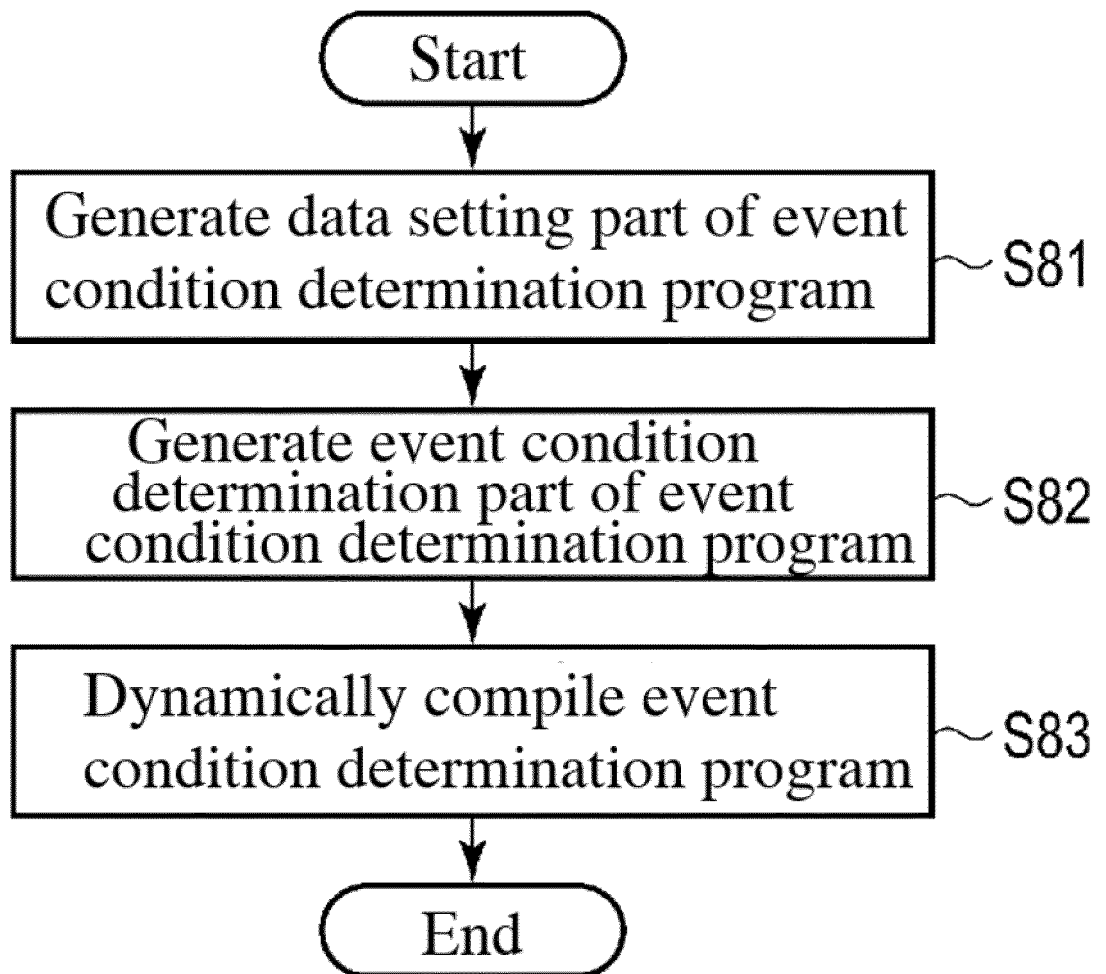 Start
Generate data setting part of event
condition determination program
S81
Generate event condition
determination part of event
condition determination program
S82
Dynamically compile event
condition determination program
S83
End